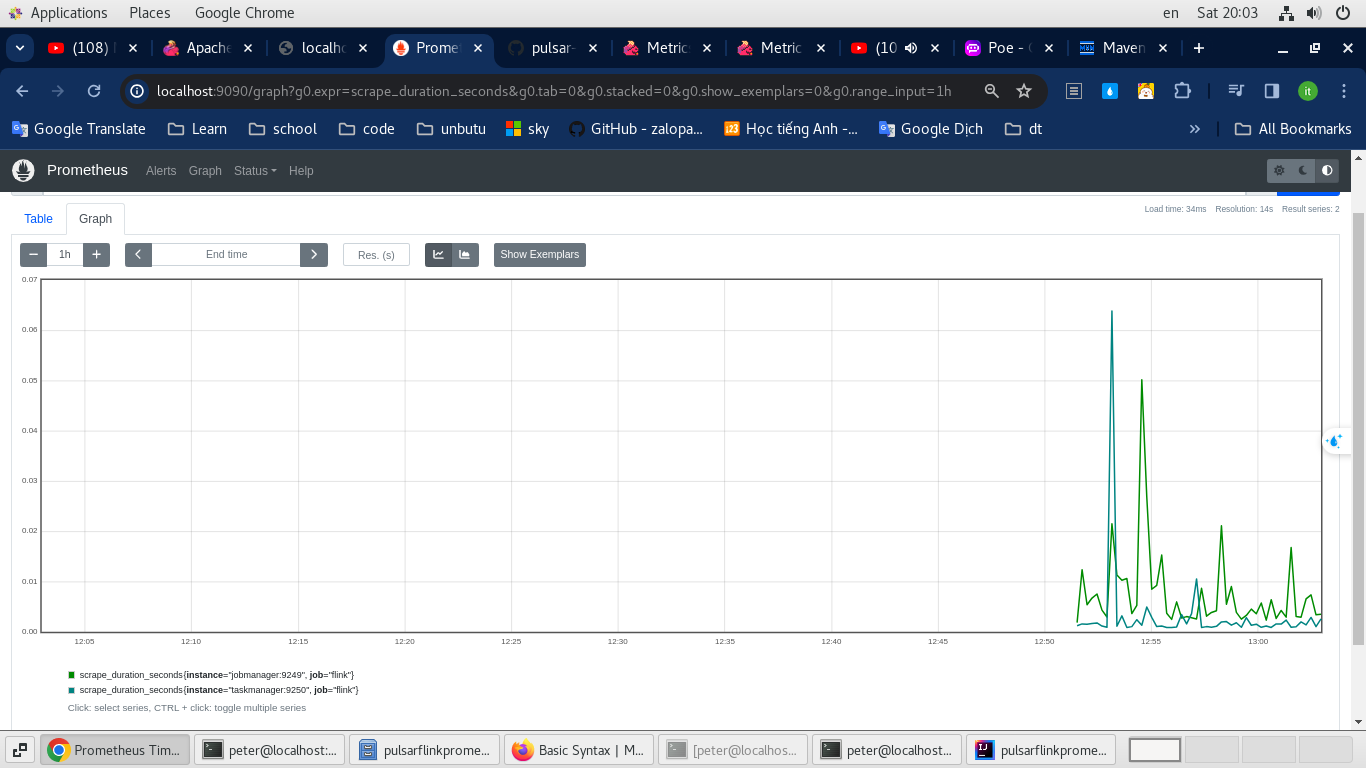 Applications Places Google Chrome en Sat 20:03
(108) Apache localho Promet pulsar- Metrics Metric (10 Poe - Maven
localhost:9090/graph?g0.expr=scrape_duration_seconds&g0.tab=0&g0.stacked=0&g0.show_exemplars=0&g0.range_input=1h it
Google Translate Learn school code unbutu sky GitHub - zalopa... Học tiếng Anh -... Google Dịch dt » All Bookmarks
Prometheus Alerts Graph Status Help
Table Graph Load time: 34ms Resolution: 14s Result series: 2
− 1h + End time Res. (s) Show Exemplars
0.07
0.06
0.05
0.04
0.03
0.02
0.01
0.00
12:05 12:10 12:15 12:20 12:25 12:30 12:35 12:40 12:45 12:50 12:55 13:00
scrape_duration_seconds{instance="jobmanager:9249", job="flink"}
scrape_duration_seconds{instance="taskmanager:9250", job="flink"}
Click: select series, CTRL + click: toggle multiple series
Prometheus Tim... peter@localhost:... pulsarflinkprome... Basic Syntax | M... [peter@localhos... peter@localhost... pulsarflinkprome...